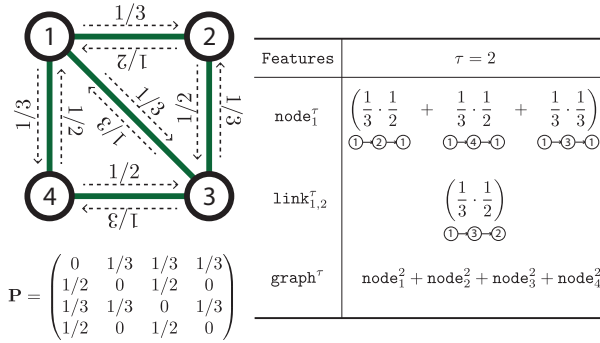 1/3
1 2
1/2
1/3 1/2 1/3 1/3 1/2 1/3
1/2
4 3
1/3
P = ( 0 1/3 1/3 1/3
1/2 0 1/2 0
1/3 1/3 0 1/3
1/2 0 1/2 0 )
Features τ = 2
node₁^τ (1/3 · 1/2 + 1/3 · 1/2 + 1/3 · 1/3)
1→2→1 1→4→1 1→3→1
link₁,₂^τ (1/3 · 1/2)
1→3→2
graph^τ node₁² + node₂² + node₃² + node₄²